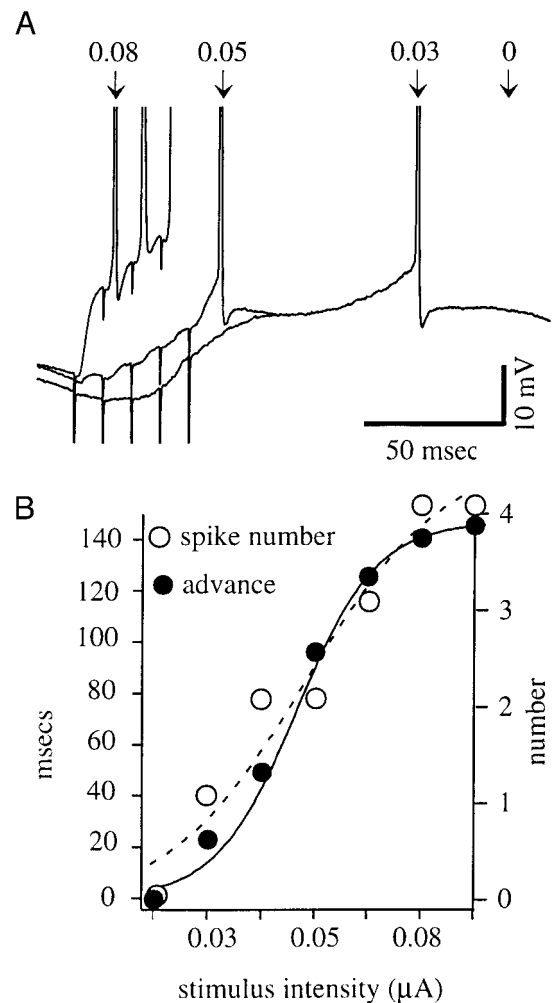 A
0.08 0.05 0.03 0
10 mV
50 msec
B
140
120
100
80
60
40
20
0
msecs
spike number
advance
4
3
2
1
0
number
0.03 0.05 0.08
stimulus intensity (µA)